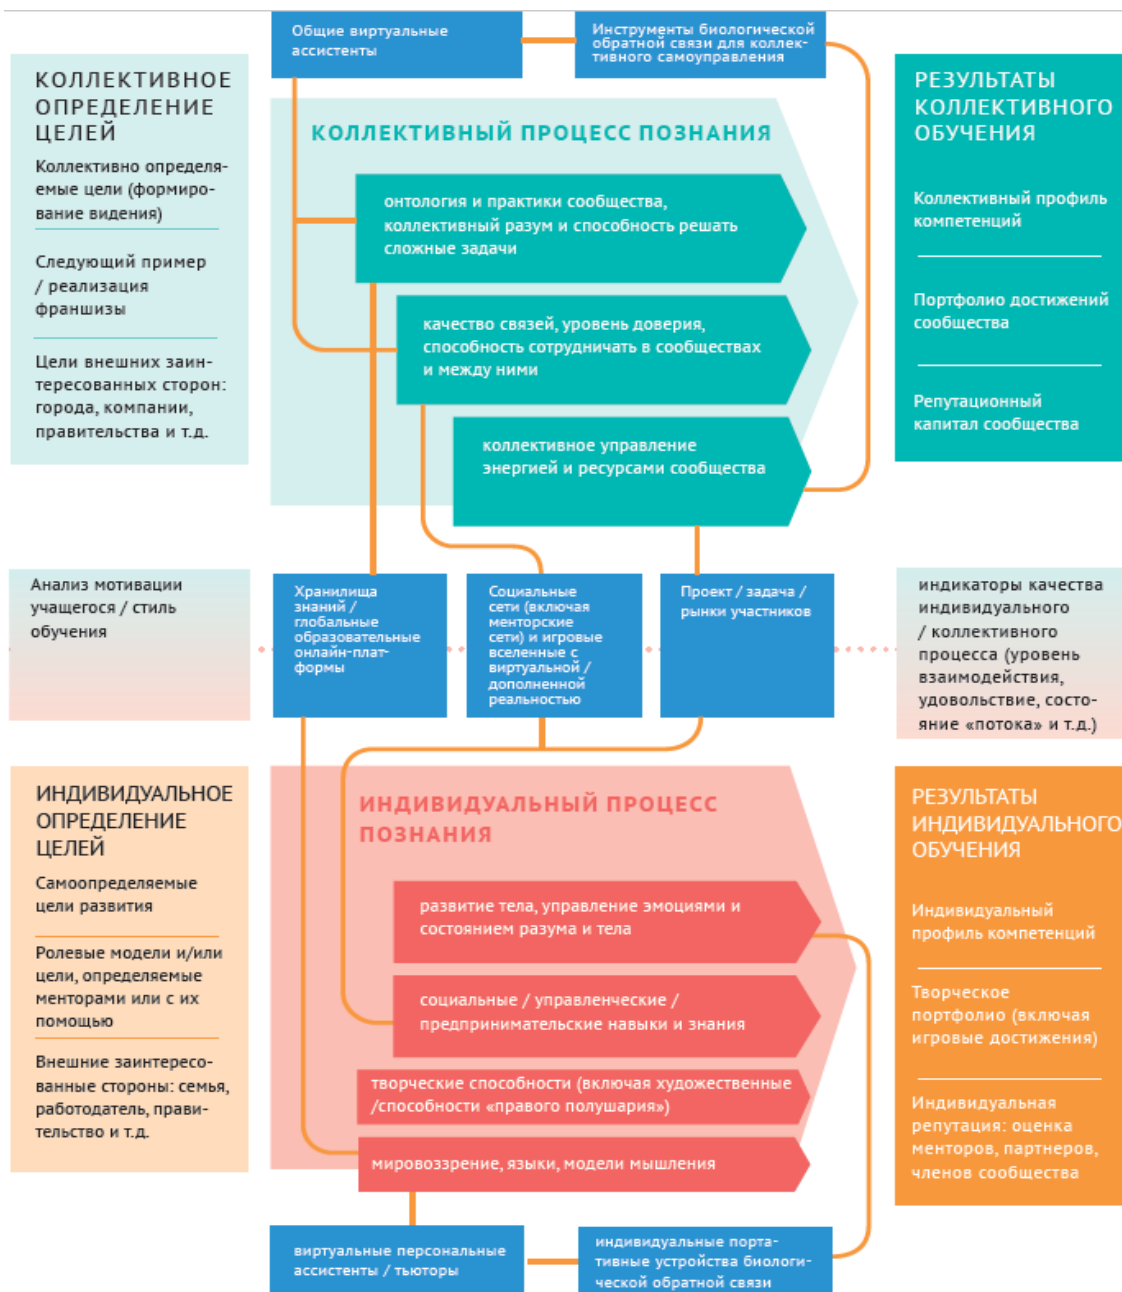 Общие виртуальные
ассистенты
Инструменты биологической
обратной связи для коллек-
тивного самоуправления
КОЛЛЕКТИВНОЕ
ОПРЕДЕЛЕНИЕ
ЦЕЛЕЙ
Коллективно определя-
емые цели (формиро-
вание видения)
Следующий пример
/ реализация
франшизы
Цели внешних заин-
тересованных сторон:
города, компании,
правительства и т.д.
КОЛЛЕКТИВНЫЙ ПРОЦЕСС ПОЗНАНИЯ
онтология и практики сообщества,
коллективный разум и способность решать
сложные задачи
качество связей, уровень доверия,
способность сотрудничать в сообществах
и между ними
коллективное управление
энергией и ресурсами сообщества
РЕЗУЛЬТАТЫ
КОЛЛЕКТИВНОГО
ОБУЧЕНИЯ
Коллективный профиль
компетенций
Портфолио достижений
сообщества
Репутационный
капитал сообщества
Анализ мотивации
учащегося / стиль
обучения
Хранилища
знаний /
глобальные
образовательные
онлайн-плат-
формы
Социальные
сети (включая
менторские
сети) и игровые
вселенные с
виртуальной /
дополненной
реальностью
Проект / задача /
рынки участников
индикаторы качества
индивидуального
/ коллективного
процесса (уровень
взаимодействия,
удовольствие, состо-
яние «потока» и т.д.)
ИНДИВИДУАЛЬНОЕ
ОПРЕДЕЛЕНИЕ
ЦЕЛЕЙ
Самоопределяемые
цели развития
Ролевые модели и/или
цели, определяемые
менторами или с их
помощью
Внешние заинтересо-
ванные стороны: семья,
работодатель, прави-
тельство и т.д.
ИНДИВИДУАЛЬНЫЙ ПРОЦЕСС
ПОЗНАНИЯ
развитие тела, управление эмоциями и
состоянием разума и тела
социальные / управленческие /
предпринимательские навыки и знания
творческие способности (включая художественные
/способности «правого полушария»)
мировоззрение, языки, модели мышления
РЕЗУЛЬТАТЫ
ИНДИВИДУАЛЬНОГО
ОБУЧЕНИЯ
Индивидуальный
профиль компетенций
Творческое
портфолио (включая
игровые достижения)
Индивидуальная
репутация: оценка
менторов, партнеров,
членов сообщества
виртуальные персональные
ассистенты / тьюторы
индивидуальные порта-
тивные устройства биологи-
ческой обратной связи